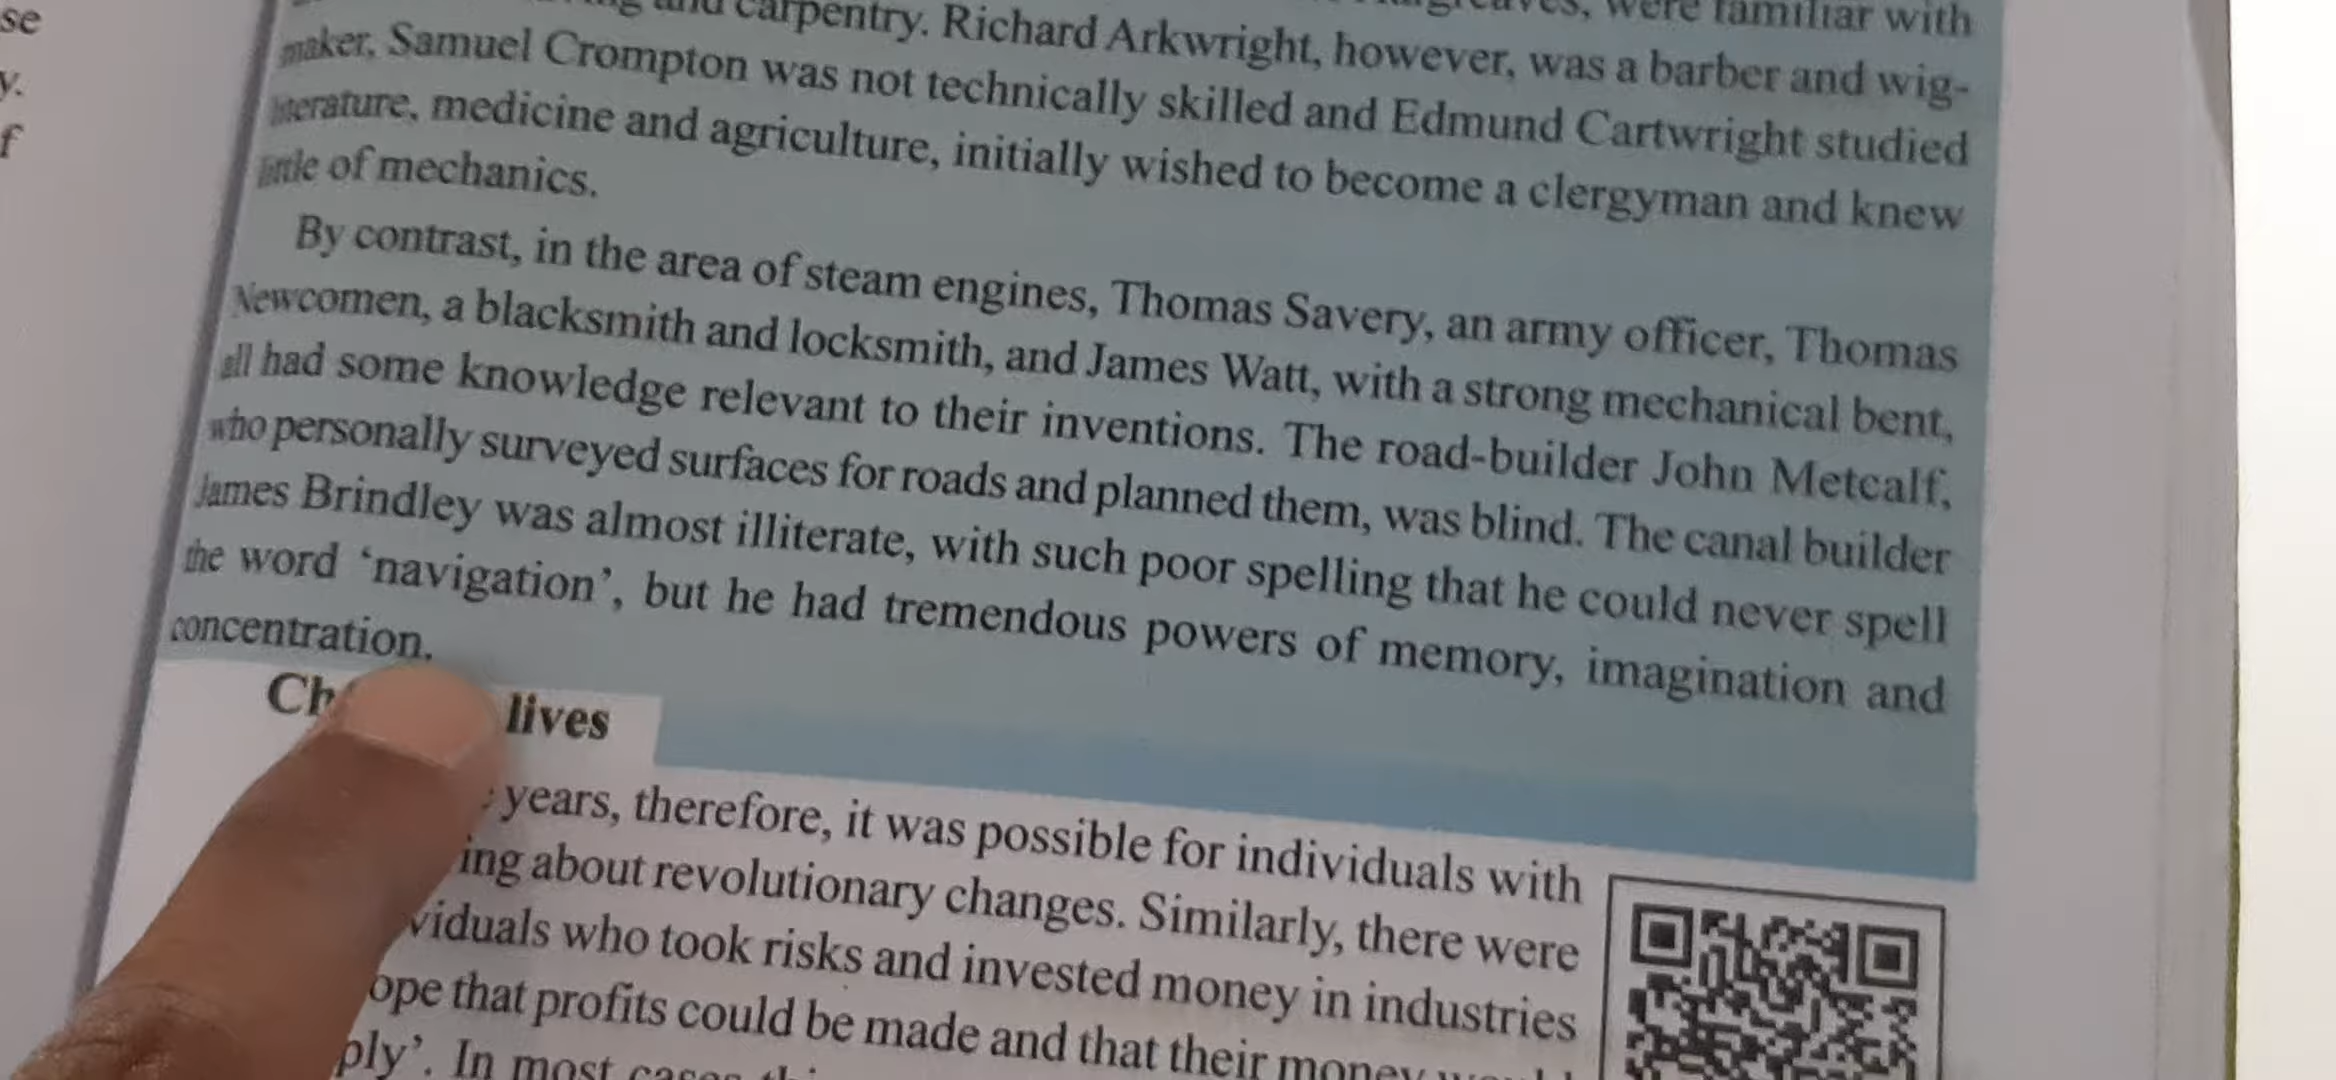 se
y.
f
and carpentry. Richard Arkwright, however, was a barber and wig-
maker, Samuel Crompton was not technically skilled and Edmund Cartwright studied
literature, medicine and agriculture, initially wished to become a clergyman and knew
little of mechanics.
By contrast, in the area of steam engines, Thomas Savery, an army officer, Thomas
Newcomen, a blacksmith and locksmith, and James Watt, with a strong mechanical bent,
all had some knowledge relevant to their inventions. The road-builder John Metcalf,
who personally surveyed surfaces for roads and planned them, was blind. The canal builder
James Brindley was almost illiterate, with such poor spelling that he could never spell
the word ‘navigation’, but he had tremendous powers of memory, imagination and
concentration.
lives
years, therefore, it was possible for individuals with
ing about revolutionary changes. Similarly, there were
viduals who took risks and invested money in industries
ope that profits could be made and that their money would
ply’. In most cases